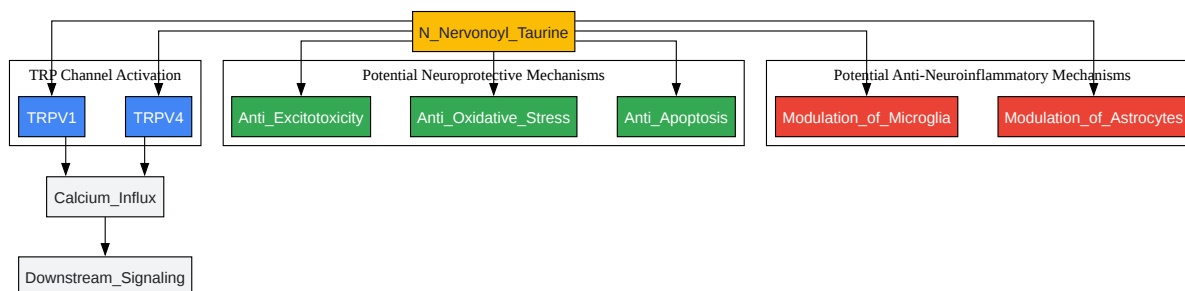 N_Nervonoyl_Taurine
TRP Channel Activation
Potential Neuroprotective Mechanisms
Potential Anti-Neuroinflammatory Mechanisms
TRPV1
TRPV4
Anti_Excitotoxicity
Anti_Oxidative_Stress
Anti_Apoptosis
Modulation_of_Microglia
Modulation_of_Astrocytes
Calcium_Influx
Downstream_Signaling